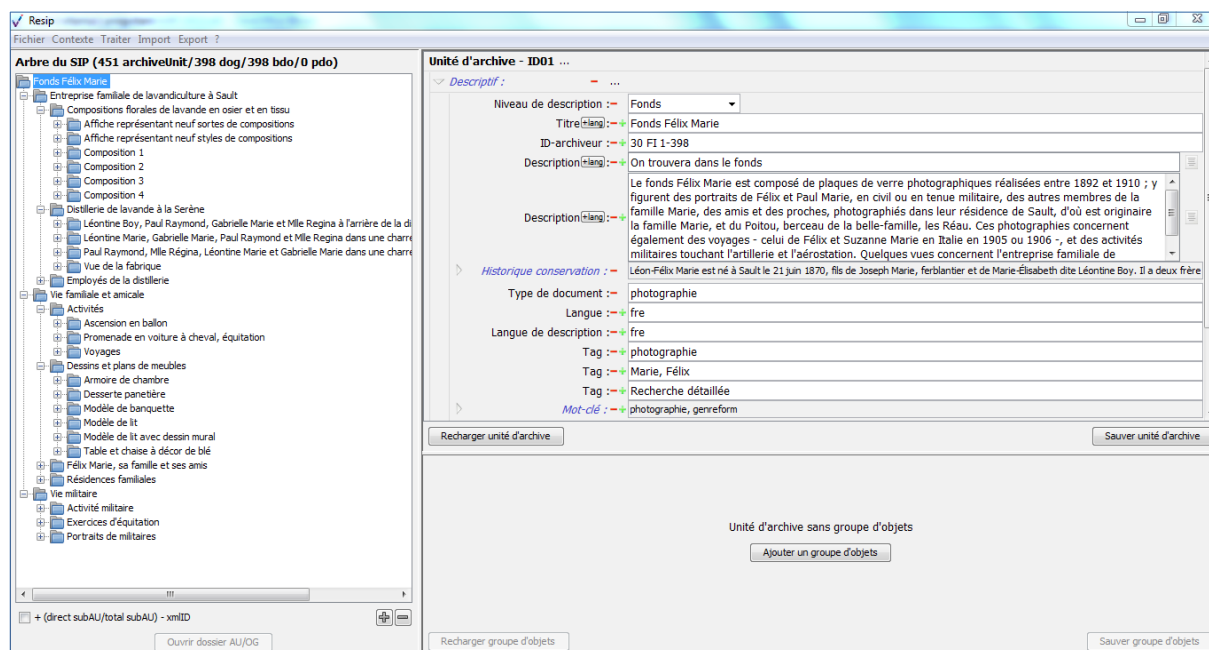 Resip
Fichier Contexte Traiter Import Export ?
Arbre du SIP (451 archiveUnit/398 dog/398 bdo/0 pdo)
Fonds Félix Marie
Entreprise familiale de lavandiculture à Sault
Compositions florales de lavande en osier et en tissu
Affiche représentant neuf sortes de compositions
Affiche représentant neuf styles de compositions
Composition 1
Composition 2
Composition 3
Composition 4
Distillerie de lavande à la Serène
Léontine Boy, Paul Raymond, Gabrielle Marie et Mlle Regina à l'arrière de la di
Léontine Marie, Gabrielle Marie, Paul Raymond et Mlle Regina dans une charre
Paul Raymond, Mlle Régina, Léontine Marie et Gabrielle Marie dans une charre
Vue de la fabrique
Employés de la distillerie
Vie familiale et amicale
Activités
Ascension en ballon
Promenade en voiture à cheval, équitation
Voyages
Dessins et plans de meubles
Armoire de chambre
Desserte panetière
Modèle de banquette
Modèle de lit
Modèle de lit avec dessin mural
Table et chaise à décor de blé
Félix Marie, sa famille et ses amis
Résidences familiales
Vie militaire
Activité militaire
Exercices d'équitation
Portraits de militaires
+ (direct subAU/total subAU) - xmlID
Ouvrir dossier AU/OG
Unité d'archive - ID01 ...
Descriptif : - ...
Niveau de description :- Fonds
Titre +lang :-+ Fonds Félix Marie
ID-archiveur :-+ 30 FI 1-398
Description +lang :-+ On trouvera dans le fonds
Description +lang :-+ Le fonds Félix Marie est composé de plaques de verre photographiques réalisées entre 1892 et 1910 ; y
figurent des portraits de Félix et Paul Marie, en civil ou en tenue militaire, des autres membres de la
famille Marie, des amis et des proches, photographiés dans leur résidence de Sault, d'où est originaire
la famille Marie, et du Poitou, berceau de la belle-famille, les Réau. Ces photographies concernent
également des voyages - celui de Félix et Suzanne Marie en Italie en 1905 ou 1906 -, et des activités
militaires touchant l'artillerie et l'aérostation. Quelques vues concernent l'entreprise familiale de
Historique conservation : - Léon-Félix Marie est né à Sault le 21 juin 1870, fils de Joseph Marie, ferblantier et de Marie-Élisabeth dite Léontine Boy. Il a deux frère
Type de document :- photographie
Langue :-+ fre
Langue de description :-+ fre
Tag :-+ photographie
Tag :-+ Marie, Félix
Tag :-+ Recherche détaillée
Mot-clé : -+ photographie, genreform
Recharger unité d'archive
Sauver unité d'archive
Unité d'archive sans groupe d'objets
Ajouter un groupe d'objets
Recharger groupe d'objets
Sauver groupe d'objets